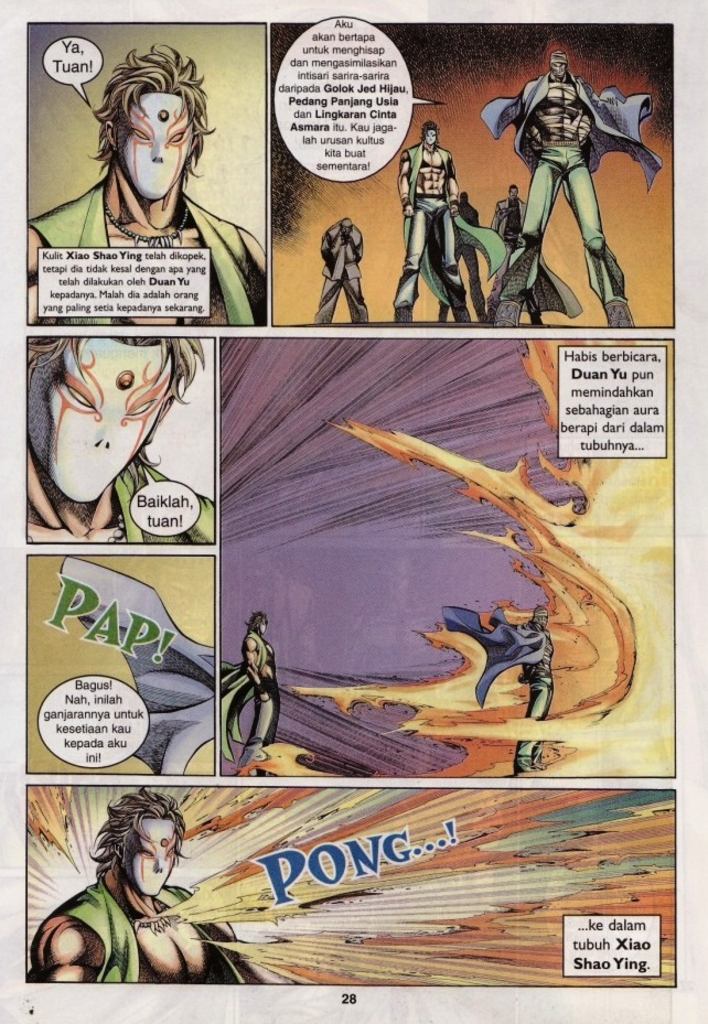 Ya,
Tuan!
Kulit Xiao Shao Ying telah dikopek,
tetapi dia tidak kesal dengan apa yang
telah dilakukan oleh Duan Yu
kepadanya. Malah dia adalah orang
yang paling setia kepadanya sekarang.
Aku
akan bertapa
untuk menghisap
dan mengasimilasikan
intisari sarira-sarira
daripada Golok Jed Hijau,
Pedang Panjang Usia
dan Lingkaran Cinta
Asmara itu. Kau jaga-
lah urusan kultus
kita buat
sementara!
Baiklah,
tuan!
Habis berbicara,
Duan Yu pun
memindahkan
sebahagian aura
berapi dari dalam
tubuhnya...
PAP!
Bagus!
Nah, inilah
ganjarannya untuk
kesetiaan kau
kepada aku
ini!
PONG...!
...ke dalam
tubuh Xiao
Shao Ying.
28